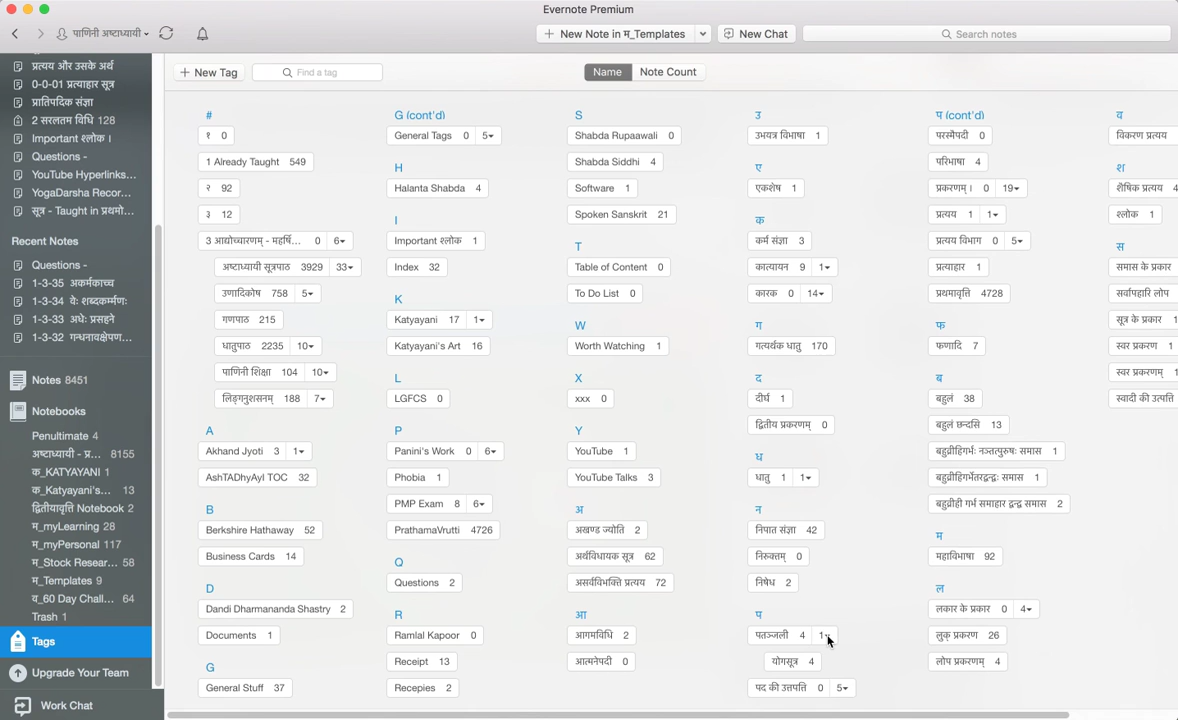 Evernote Premium
पाणिनी अष्टाध्यायी
New Note in म_Templates
New Chat
Search notes
प्रत्यय और उसके अर्थ
0-0-01 प्रत्याहार सूत्र
प्रातिपदिक संज्ञा
2 सरलतम विधि 128
Important श्लोक ।
Questions -
YouTube Hyperlinks...
YogaDarsha Recor...
सूत्र - Taught in प्रथमो...
Recent Notes
Questions -
1-3-35 अकर्मकाच्च
1-3-34 वेः शब्दकर्म्मणः
1-3-33 अधेः प्रसहने
1-3-32 गन्धनावक्षेपण...
Notes 8451
Notebooks
Penultimate 4
अष्टाध्यायी - प्र... 8155
क_KATYAYANI 1
क_Katyayani's... 13
द्वितीयावृति Notebook 2
म_myLearning 28
म_myPersonal 117
म_Stock Resear... 58
म_Templates 9
व_60 Day Chall... 64
Trash 1
Tags
Upgrade Your Team
Work Chat
New Tag
Find a tag
Name
Note Count
#
१ 0
1 Already Taught 549
२ 92
३ 12
3 आद्योच्चारणम् - महर्षि... 0 6
अष्टाध्यायी सूत्रपाठ 3929 33
उणादिकोष 758 5
गणपाठ 215
धातुपाठ 2235 10
पाणिनी शिक्षा 104 10
लिङ्गनुशसनम् 188 7
A
Akhand Jyoti 3 1
AshTADhyAyI TOC 32
B
Berkshire Hathaway 52
Business Cards 14
D
Dandi Dharmananda Shastry 2
Documents 1
G
General Stuff 37
G (cont'd)
General Tags 0 5
H
Halanta Shabda 4
I
Important श्लोक 1
Index 32
K
Katyayani 17 1
Katyayani's Art 16
L
LGFCS 0
P
Panini's Work 0 6
Phobia 1
PMP Exam 8 6
PrathamaVrutti 4726
Q
Questions 2
R
Ramlal Kapoor 0
Receipt 13
Recepies 2
S
Shabda Rupaawali 0
Shabda Siddhi 4
Software 1
Spoken Sanskrit 21
T
Table of Content 0
To Do List 0
W
Worth Watching 1
X
xxx 0
Y
YouTube 1
YouTube Talks 3
अ
अखण्ड ज्योति 2
अर्थविधायक सूत्र 62
असर्वविभक्ति प्रत्यय 72
आ
आगमविधि 2
आत्मनेपदी 0
उ
उभयत्र विभाषा 1
ए
एकशेष 1
क
कर्म संज्ञा 3
कात्यायन 9 1
कारक 0 14
ग
गत्यर्थक धातु 170
द
दीर्घ 1
द्वितीय प्रकरणम् 0
ध
धातु 1 1
न
निपात संज्ञा 42
निरुक्तम् 0
निषेध 2
प
पतञ्जली 4 1
योगसूत्र 4
पद की उत्तपत्ति 0 5
प (cont'd)
परस्मैपदी 0
परिभाषा 4
प्रकरणम् । 0 19
प्रत्यय 1 1
प्रत्यय विभाग 0 5
प्रत्याहार 1
प्रथमावृत्ति 4728
फ
फणादि 7
ब
बहुलं 38
बहुलं छन्दसि 13
बहुव्रीहिगर्भः नञ्तत्पुरुषः समास 1
बहुव्रीहिगर्भेतरद्वन्द्वः समास 1
बहुव्रीही गर्भ समाहार द्वन्द्व समास 2
म
महाविभाषा 92
ल
लकार के प्रकार 0 4
लुक् प्रकरण 26
लोप प्रकरणम् 4
व
विकरण प्रत्यय
श
शैषिक प्रत्यय 4
श्लोक 1
स
समास के प्रकार
सर्वापहारि लोप
सूत्र के प्रकार 1
स्वर प्रकरण 1
स्वर प्रकरणम् 1
स्वादी की उत्पत्ति